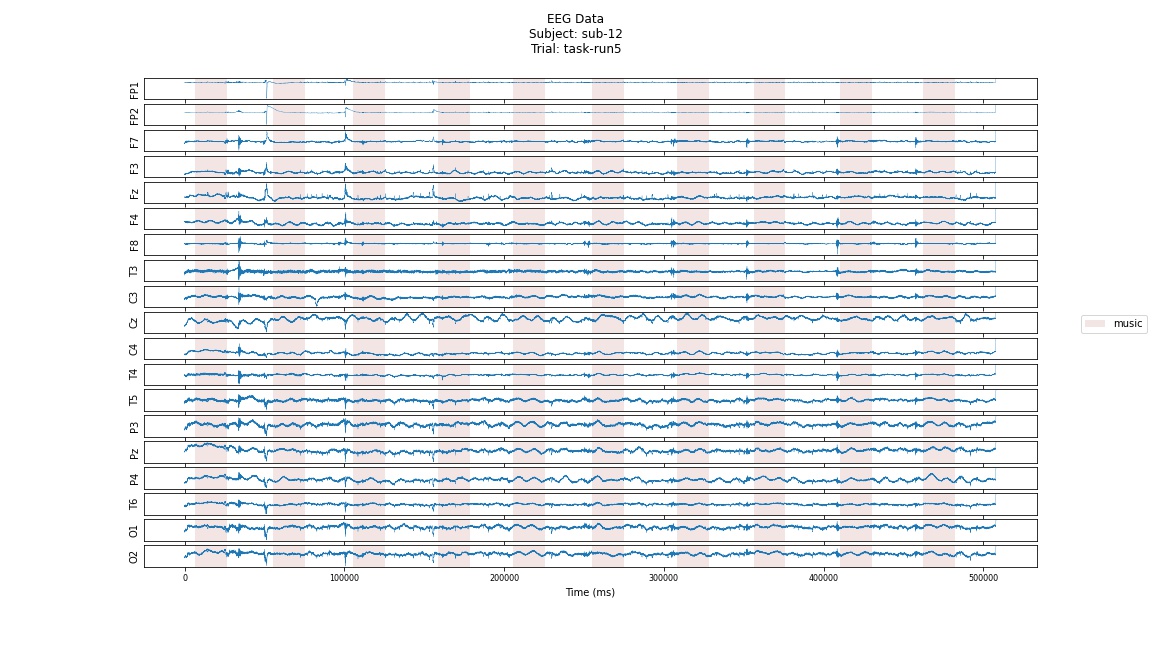 EEG Data
Subject: sub-12
Trial: task-run5
FP1
FP2
F7
F3
Fz
F4
F8
T3
C3
Cz
C4
T4
T5
P3
Pz
P4
T6
O1
O2
music
0 1000000 200000 300000 400000 500000
Time (ms)